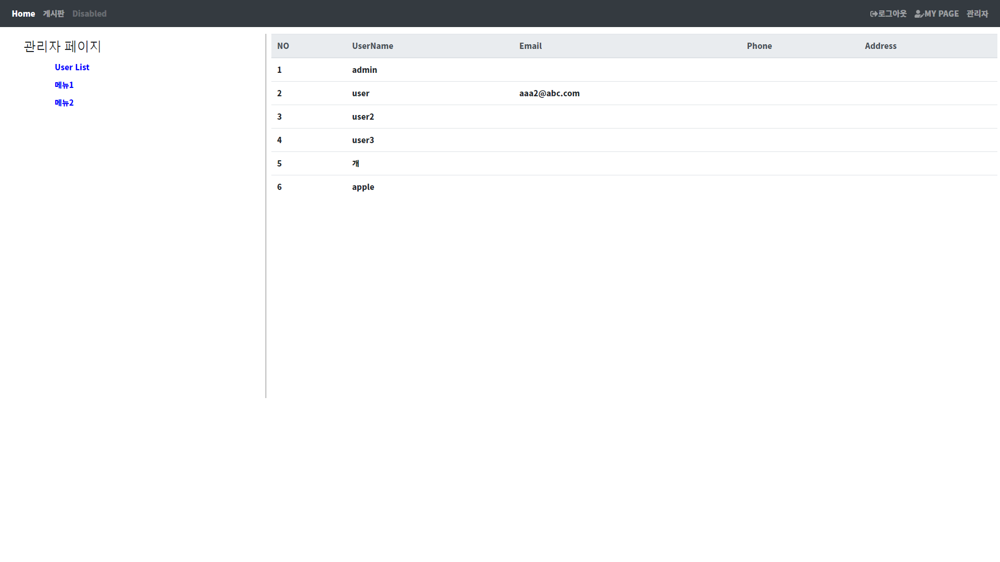 Home 게시판 Disabled 로그아웃 MY PAGE 관리자
관리자 페이지
User List
메뉴1
메뉴2
NO UserName Email Phone Address
1 admin
2 user aaa2@abc.com
3 user2
4 user3
5 개
6 apple